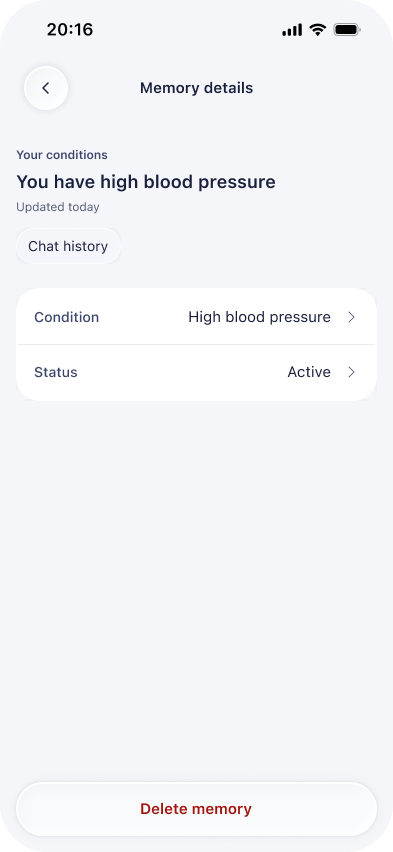 20:16
Memory details
Your conditions
You have high blood pressure
Updated today
Chat history
Condition High blood pressure
Status Active
Delete memory